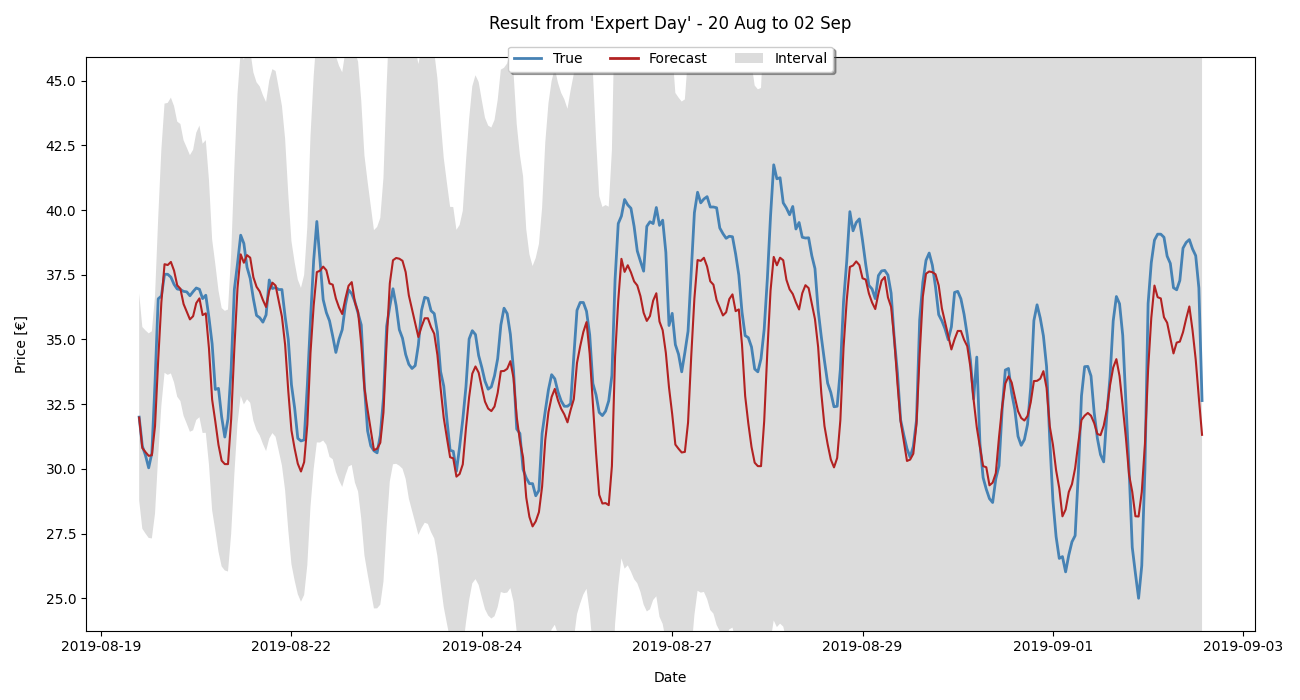 Result from 'Expert Day' - 20 Aug to 02 Sep
True Forecast Interval
45.0
42.5
40.0
37.5
35.0
32.5
30.0
27.5
25.0
Price [€]
2019-08-19 2019-08-22 2019-08-24 2019-08-27 2019-08-29 2019-09-01 2019-09-03
Date